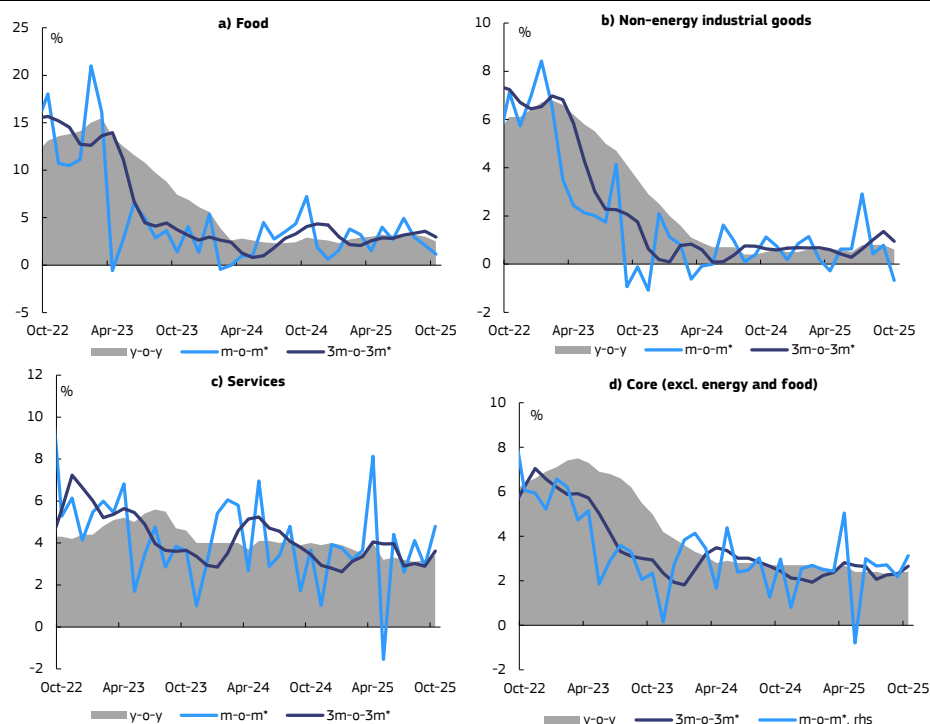 a) Food
%
25
20
15
10
5
0
-5
Oct-22 Apr-23 Oct-23 Apr-24 Oct-24 Apr-25 Oct-25
y-o-y m-o-m* 3m-o-3m*
b) Non-energy industrial goods
%
10
8
6
4
2
0
-2
Oct-22 Apr-23 Oct-23 Apr-24 Oct-24 Apr-25 Oct-25
y-o-y m-o-m* 3m-o-3m*
c) Services
%
12
10
8
6
4
2
0
-2
Oct-22 Apr-23 Oct-23 Apr-24 Oct-24 Apr-25 Oct-25
y-o-y m-o-m* 3m-o-3m*
d) Core (excl. energy and food)
%
10
8
6
4
2
0
-2
Oct-22 Apr-23 Oct-23 Apr-24 Oct-24 Apr-25 Oct-25
y-o-y 3m-o-3m* m-o-m*, rhs